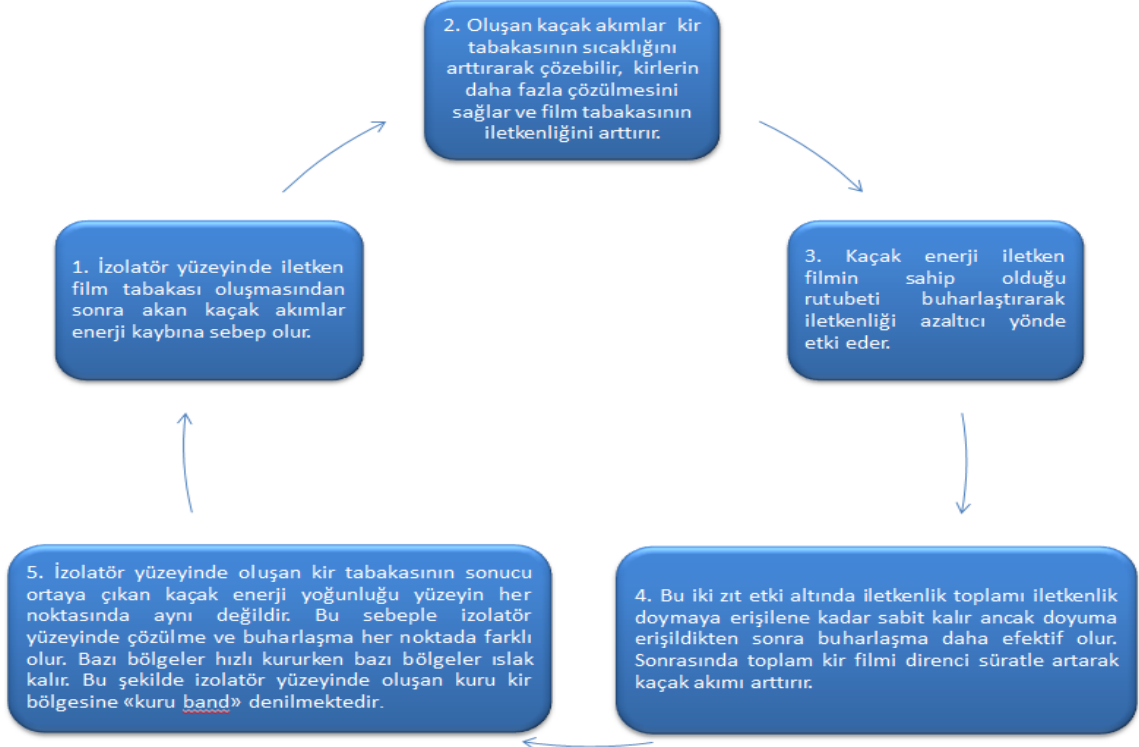 1. İzolatör yüzeyinde iletken
film tabakası oluşmasından
sonra akan kaçak akımlar
enerji kaybına sebep olur.
2. Oluşan kaçak akımlar kir
tabakasının sıcaklığını
arttırarak çözebilir, kirlerin
daha fazla çözülmesini
sağlar ve film tabakasının
iletkenliğini arttırır.
3. Kaçak enerji iletken
filmin sahip olduğu
rutubeti buharlaştırarak
iletkenliği azaltıcı yönde
etki eder.
4. Bu iki zıt etki altında iletkenlik toplamı iletkenlik
doymaya erişilene kadar sabit kalır ancak doyuma
erişildikten sonra buharlaşma daha efektif olur.
Sonrasında toplam kir filmi direnci süratle artarak
kaçak akımı arttırır.
5. İzolatör yüzeyinde oluşan kir tabakasının sonucu
ortaya çıkan kaçak enerji yoğunluğu yüzeyin her
noktasında aynı değildir. Bu sebeple izolatör
yüzeyinde çözülme ve buharlaşma her noktada farklı
olur. Bazı bölgeler hızlı kururken bazı bölgeler ıslak
kalır. Bu şekilde izolatör yüzeyinde oluşan kuru kir
bölgesine «kuru band» denilmektedir.